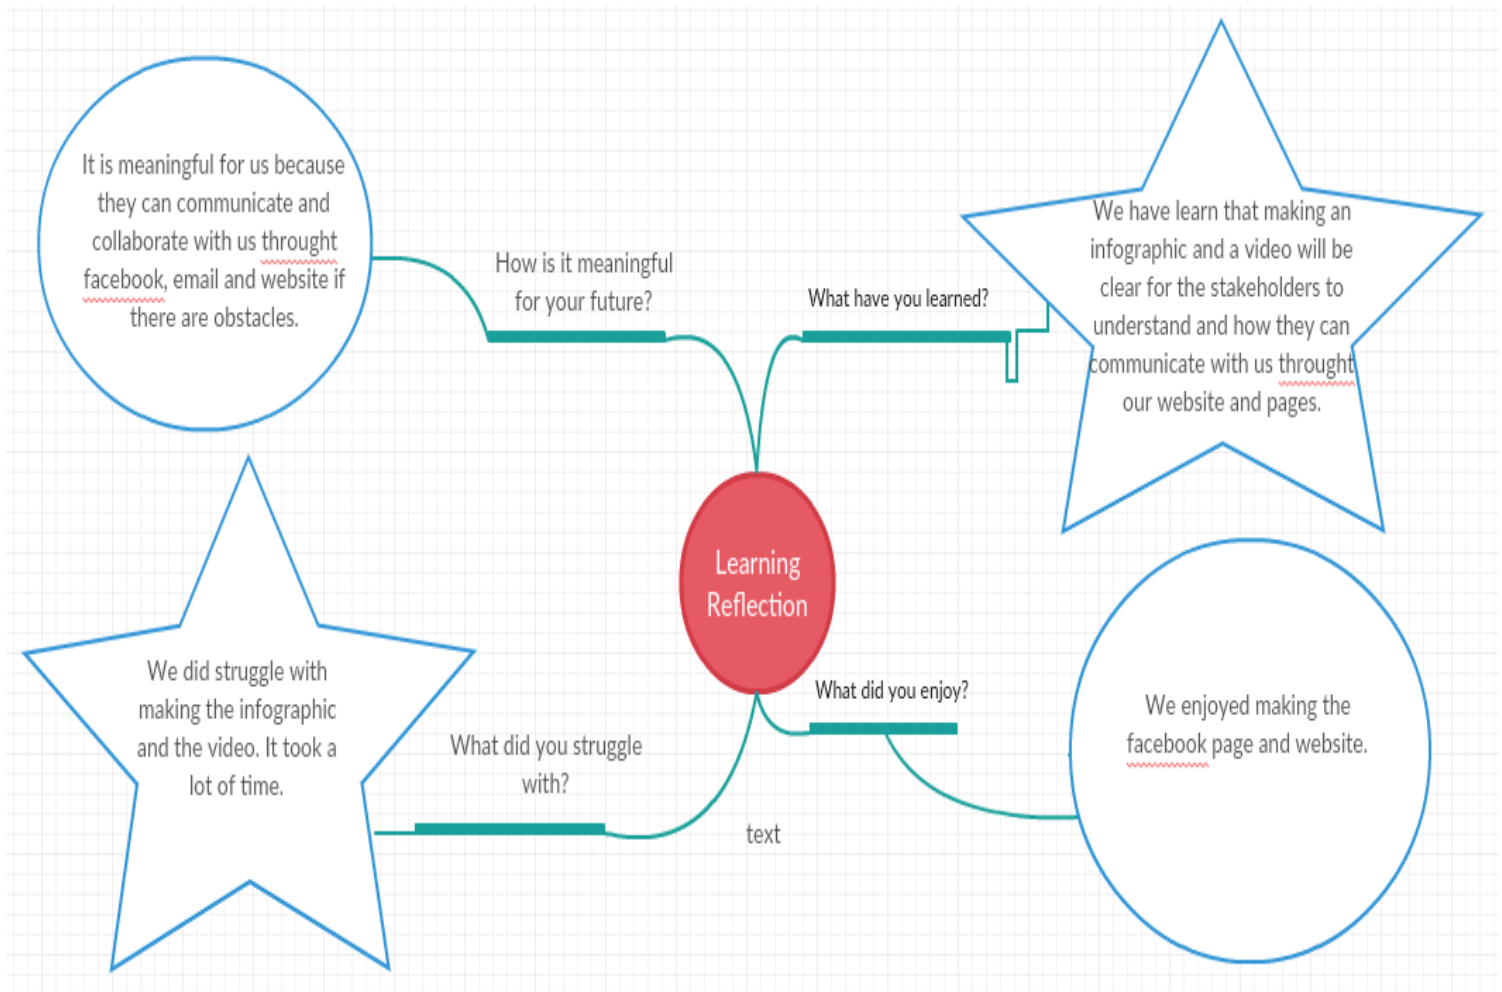 It is meaningful for us because
they can communicate and
collaborate with us throught
facebook, email and website if
there are obstacles.
How is it meaningful
for your future?
What have you learned?
We have learn that making an
infographic and a video will be
clear for the stakeholders to
understand and how they can
communicate with us throught
our website and pages.
Learning
Reflection
We did struggle with
making the infographic
and the video. It took a
lot of time.
What did you struggle
with?
What did you enjoy?
We enjoyed making the
facebook page and website.
text